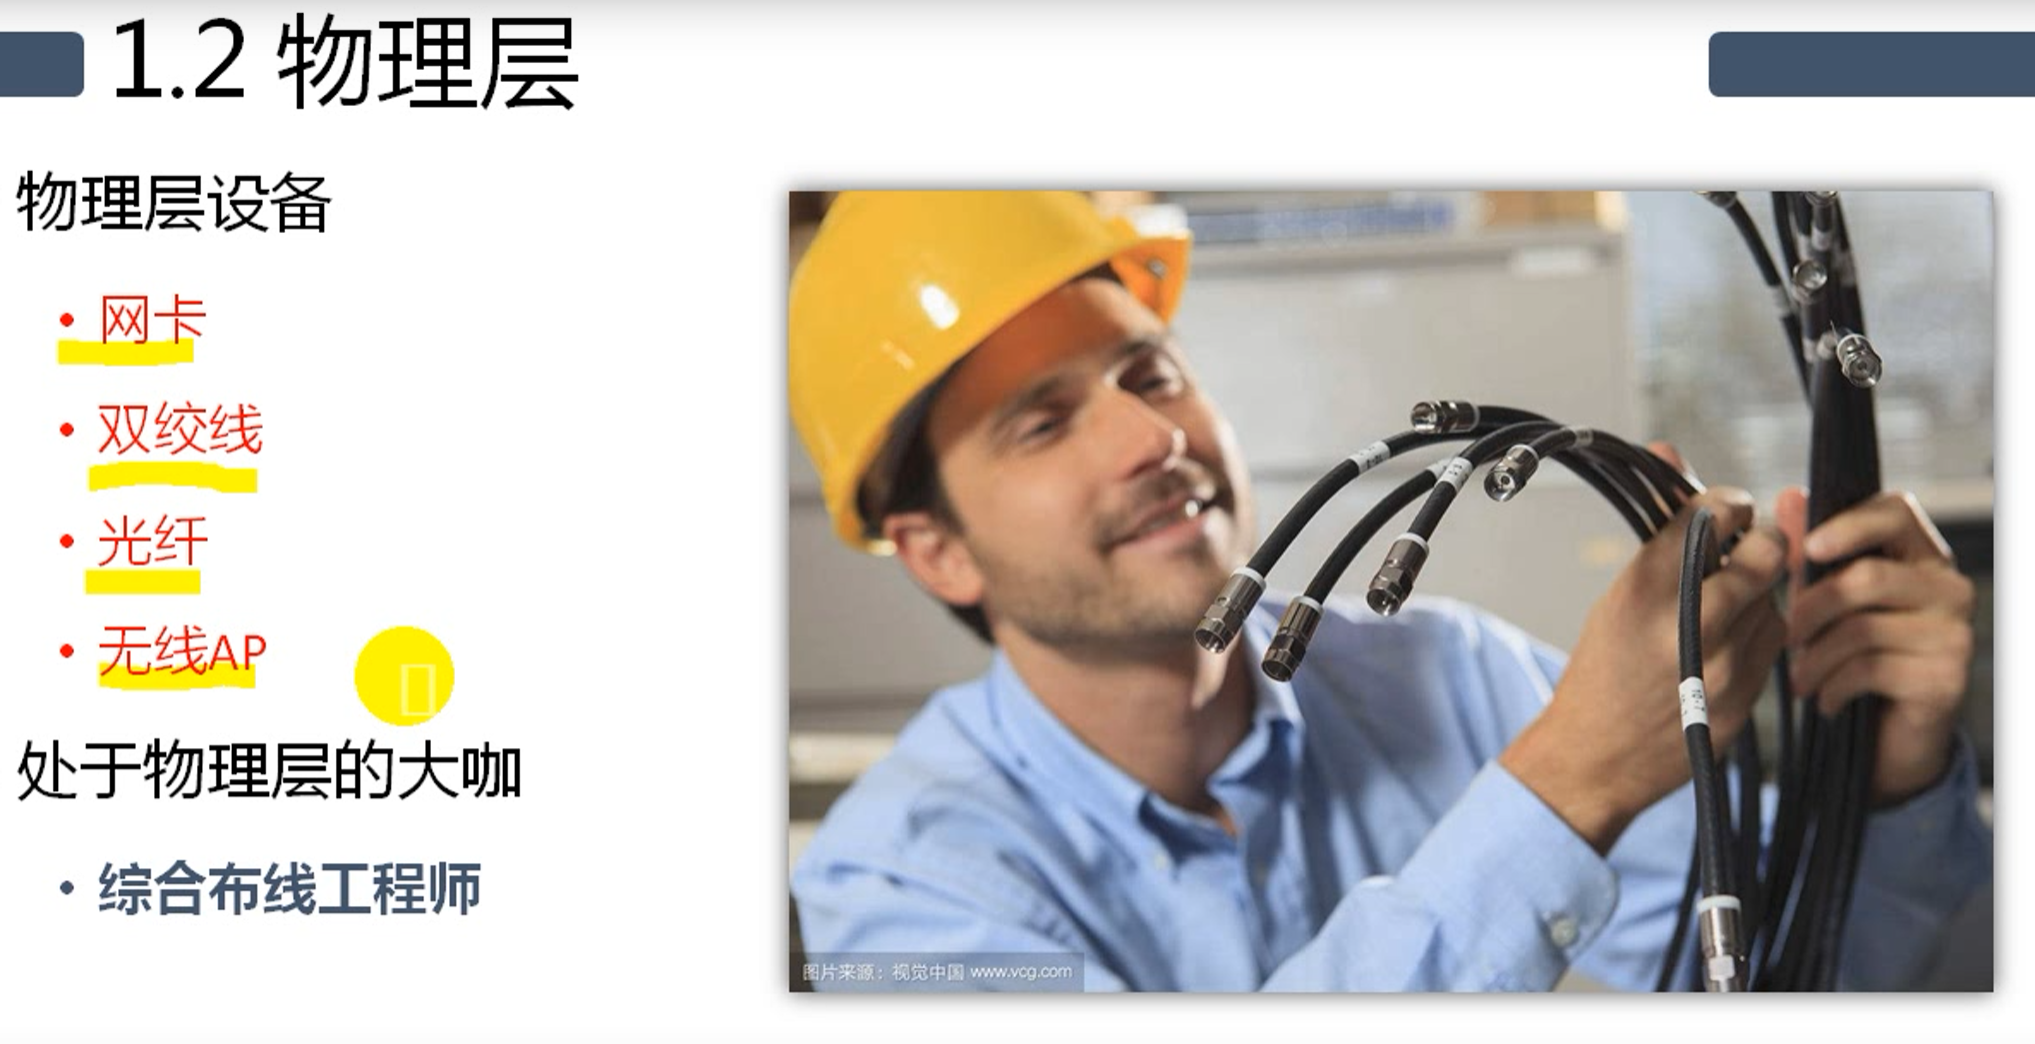 1.2 物理层
物理层设备
• 网卡
• 双绞线
• 光纤
• 无线AP
处于物理层的大咖
• 综合布线工程师
图片来源：视觉中国 www.vcg.com